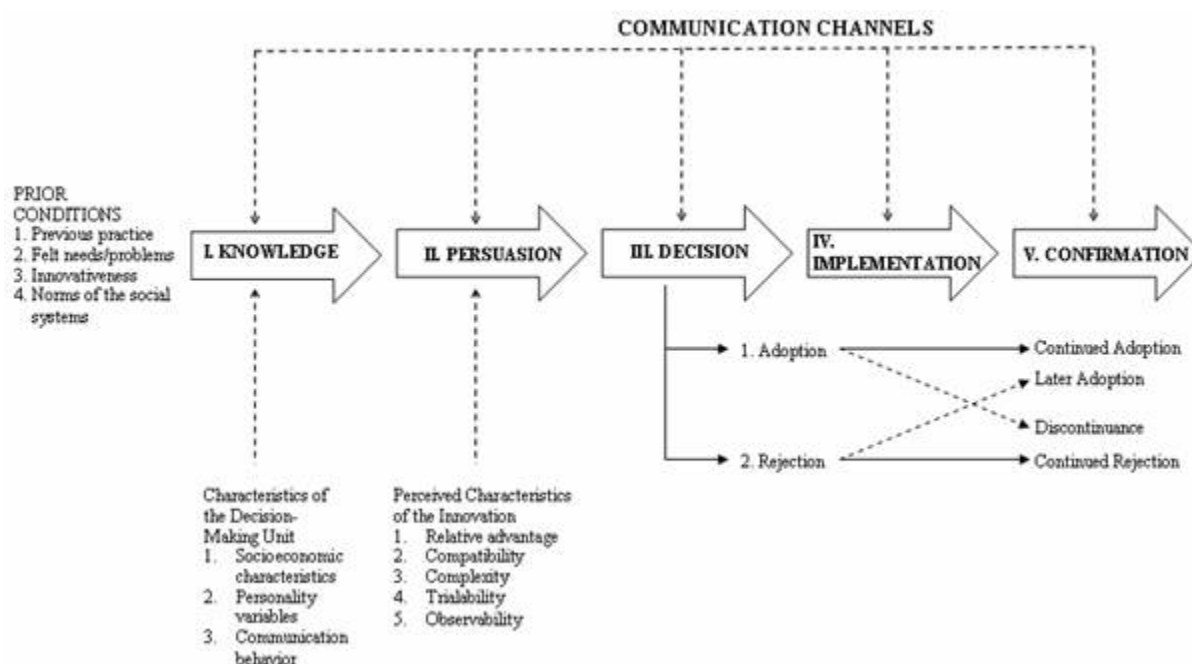 COMMUNICATION CHANNELS
PRIOR
CONDITIONS
1. Previous practice
2. Felt needs/problems
3. Innovativeness
4. Norms of the social
systems
I. KNOWLEDGE
II. PERSUASION
III. DECISION
IV.
IMPLEMENTATION
V. CONFIRMATION
1. Adoption
Continued Adoption
Later Adoption
Discontinuance
2. Rejection
Continued Rejection
Characteristics of
the Decision-
Making Unit
1. Socioeconomic
characteristics
2. Personality
variables
3. Communication
behavior
Perceived Characteristics
of the Innovation
1. Relative advantage
2. Compatibility
3. Complexity
4. Trialability
5. Observability